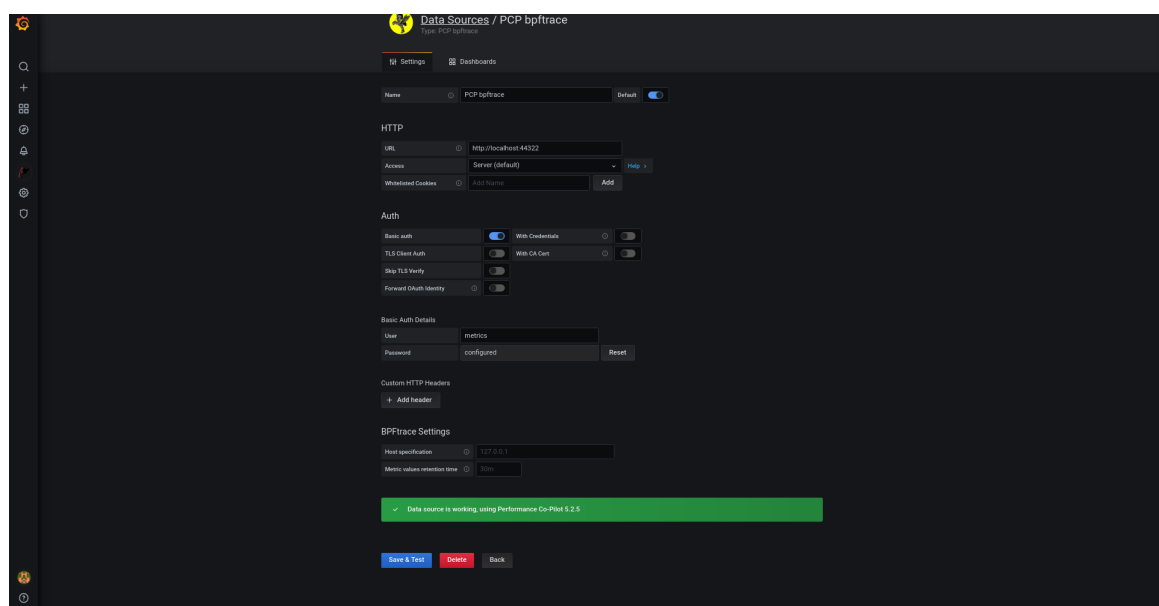 Data Sources / PCP bpftrace
Type: PCP bpftrace
Settings Dashboards
Name PCP bpftrace Default
HTTP
URL http://localhost:44322
Access Server (default) Help
Whitelisted Cookies Add Name Add
Auth
Basic auth With Credentials
TLS Client Auth With CA Cert
Skip TLS Verify
Forward OAuth Identity
Basic Auth Details
User metrics
Password configured Reset
Custom HTTP Headers
+ Add header
BPFtrace Settings
Host specification 127.0.0.1
Metric values retention time 30m
Data source is working, using Performance Co-Pilot 5.2.5
Save & Test Delete Back